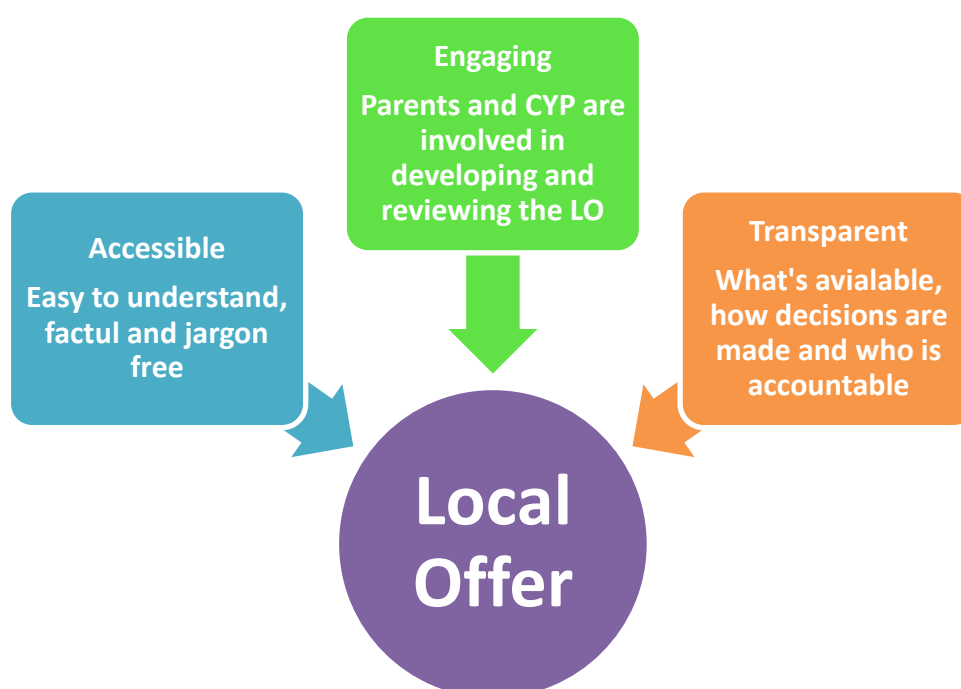 Engaging
Parents and CYP are
involved in
developing and
reviewing the LO
Accessible
Easy to understand,
factul and jargon
free
Transparent
What's avialable,
how decisions are
made and who is
accountable
Local
Offer